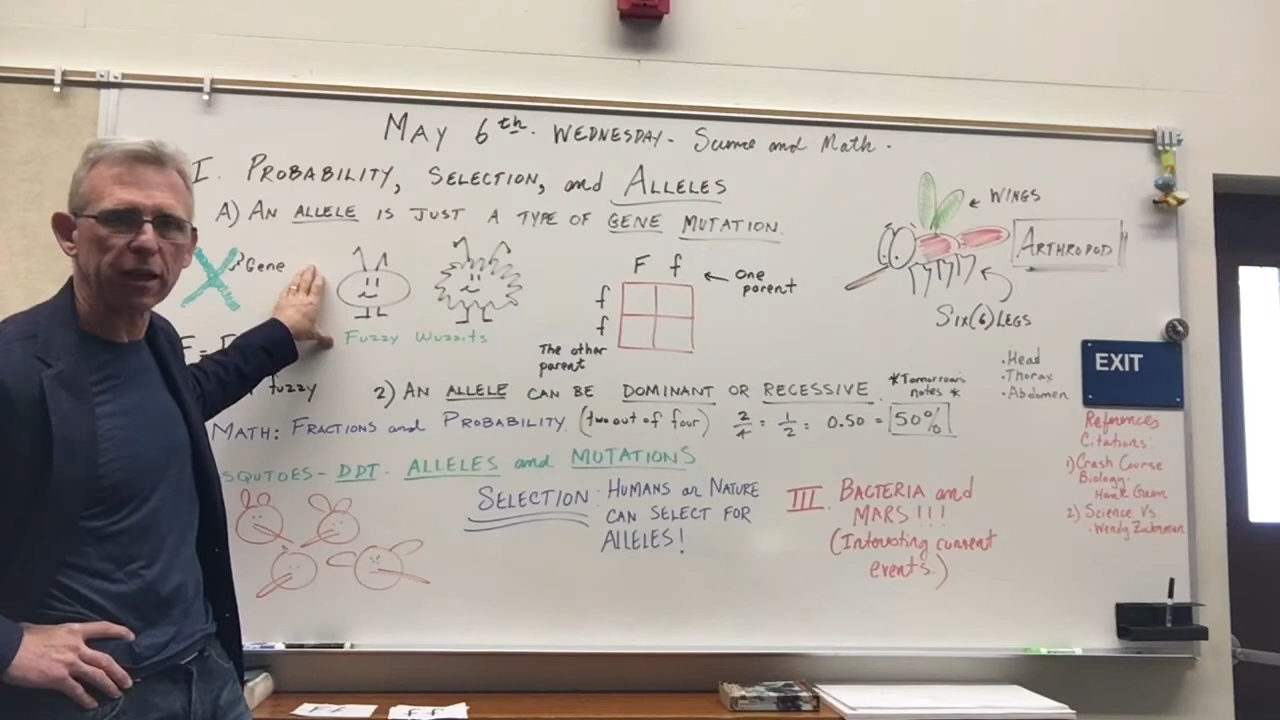 MAY 6th. WEDNESDAY - Science and Math.
I. PROBABILITY, SELECTION, and ALLELES
A) AN ALLELE IS JUST A TYPE OF GENE MUTATION.
Gene
Fuzzy Wuzzits
F f
← One parent
f
f
The other parent
fuzzy
2) AN ALLELE CAN BE DOMINANT OR RECESSIVE.
*Tomorrow's notes *
MATH: FRACTIONS and PROBABILITY. (two out of four) 2/4 = 1/2 = 0.50 = 50%
SQUTOES - DDT - ALLELES and MUTATIONS
SELECTION: HUMANS or NATURE
CAN SELECT FOR
ALLELES!
III. BACTERIA and
MARS!!!
(Interesting current
events.)
← WINGS
ARTHROPOD
SIX(6) LEGS
• Head
• Thorax
• Abdomen
EXIT
References
Citations:
1) Crash Course
Biology-
Hank Green
2) Science Vs
- Wendy Zuckerman
F f
f f